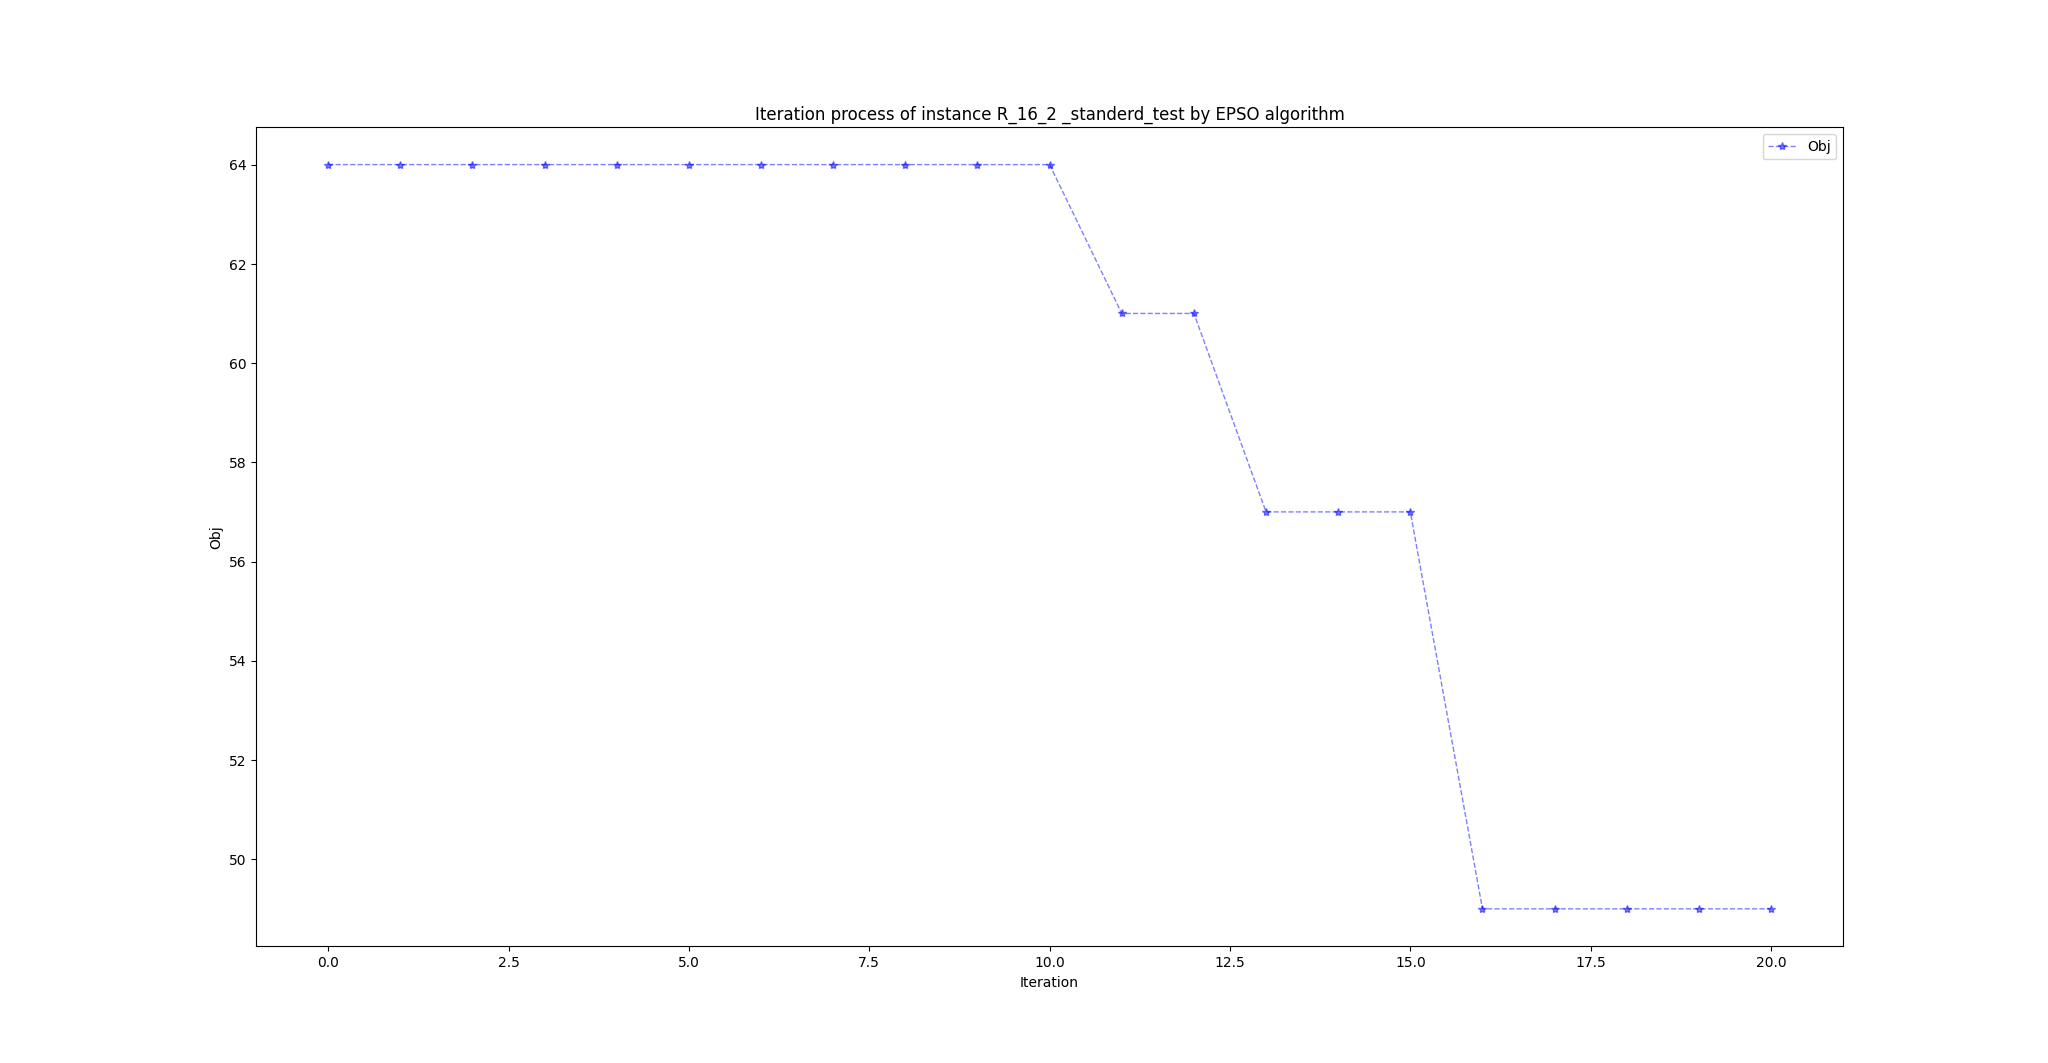 Iteration process of instance R_16_2 _standerd_test by EPSO algorithm
Obj
64
62
60
58
56
54
52
50
Obj
0.0 2.5 5.0 7.5 10.0 12.5 15.0 17.5 20.0
Iteration